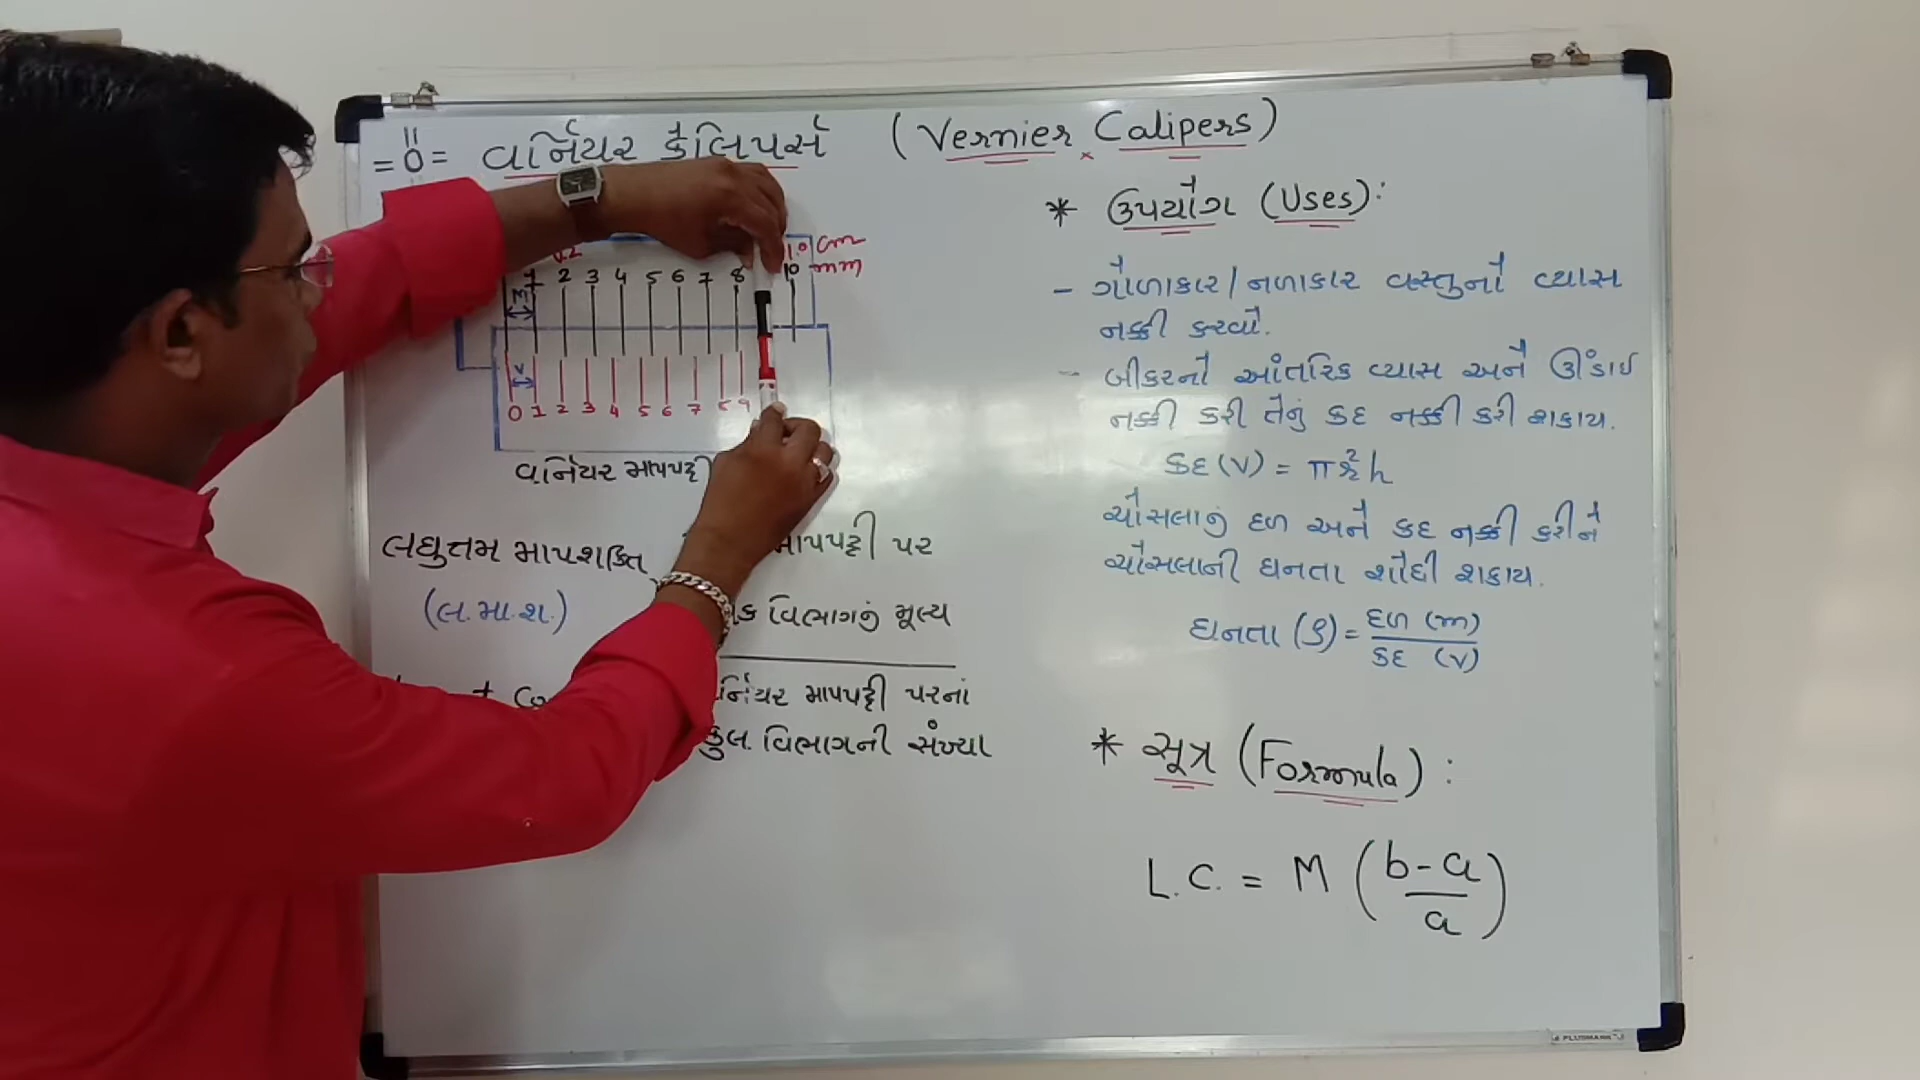 = ઠ = વર્નિયર કૅલિપર્સ (Vernier Calipers)
1.0 cm
1 2 3 4 5 6 7 8 10 mm
M
V
0 1 2 3 4 5 6 7 8 9
વર્નિયર માપપટ્ટી
લઘુત્તમ માપશક્તિ
(લ.મા.શ.)
માપપટ્ટી પર
વિભાગનું મૂલ્ય
વર્નિયર માપપટ્ટી પરનાં
કુલ વિભાગની સંખ્યા
* ઉપયોગ (Uses):
- ગોળાકાર/નળાકાર વસ્તુનો વ્યાસ
નક્કી કરવો.
- બીકરનો આંતરિક વ્યાસ અને ઊંડાઈ
નક્કી કરી તેનું કદ નક્કી કરી શકાય.
કદ (V) = πr²h
ચોસલાનું દળ અને કદ નક્કી કરીને
ચોસલાની ઘનતા શોધી શકાય.
ઘનતા (ρ) = દળ (m)
કદ (V)
* સૂત્ર (Formula) :
L.C. = M (b-a
a)
PLUSMARK